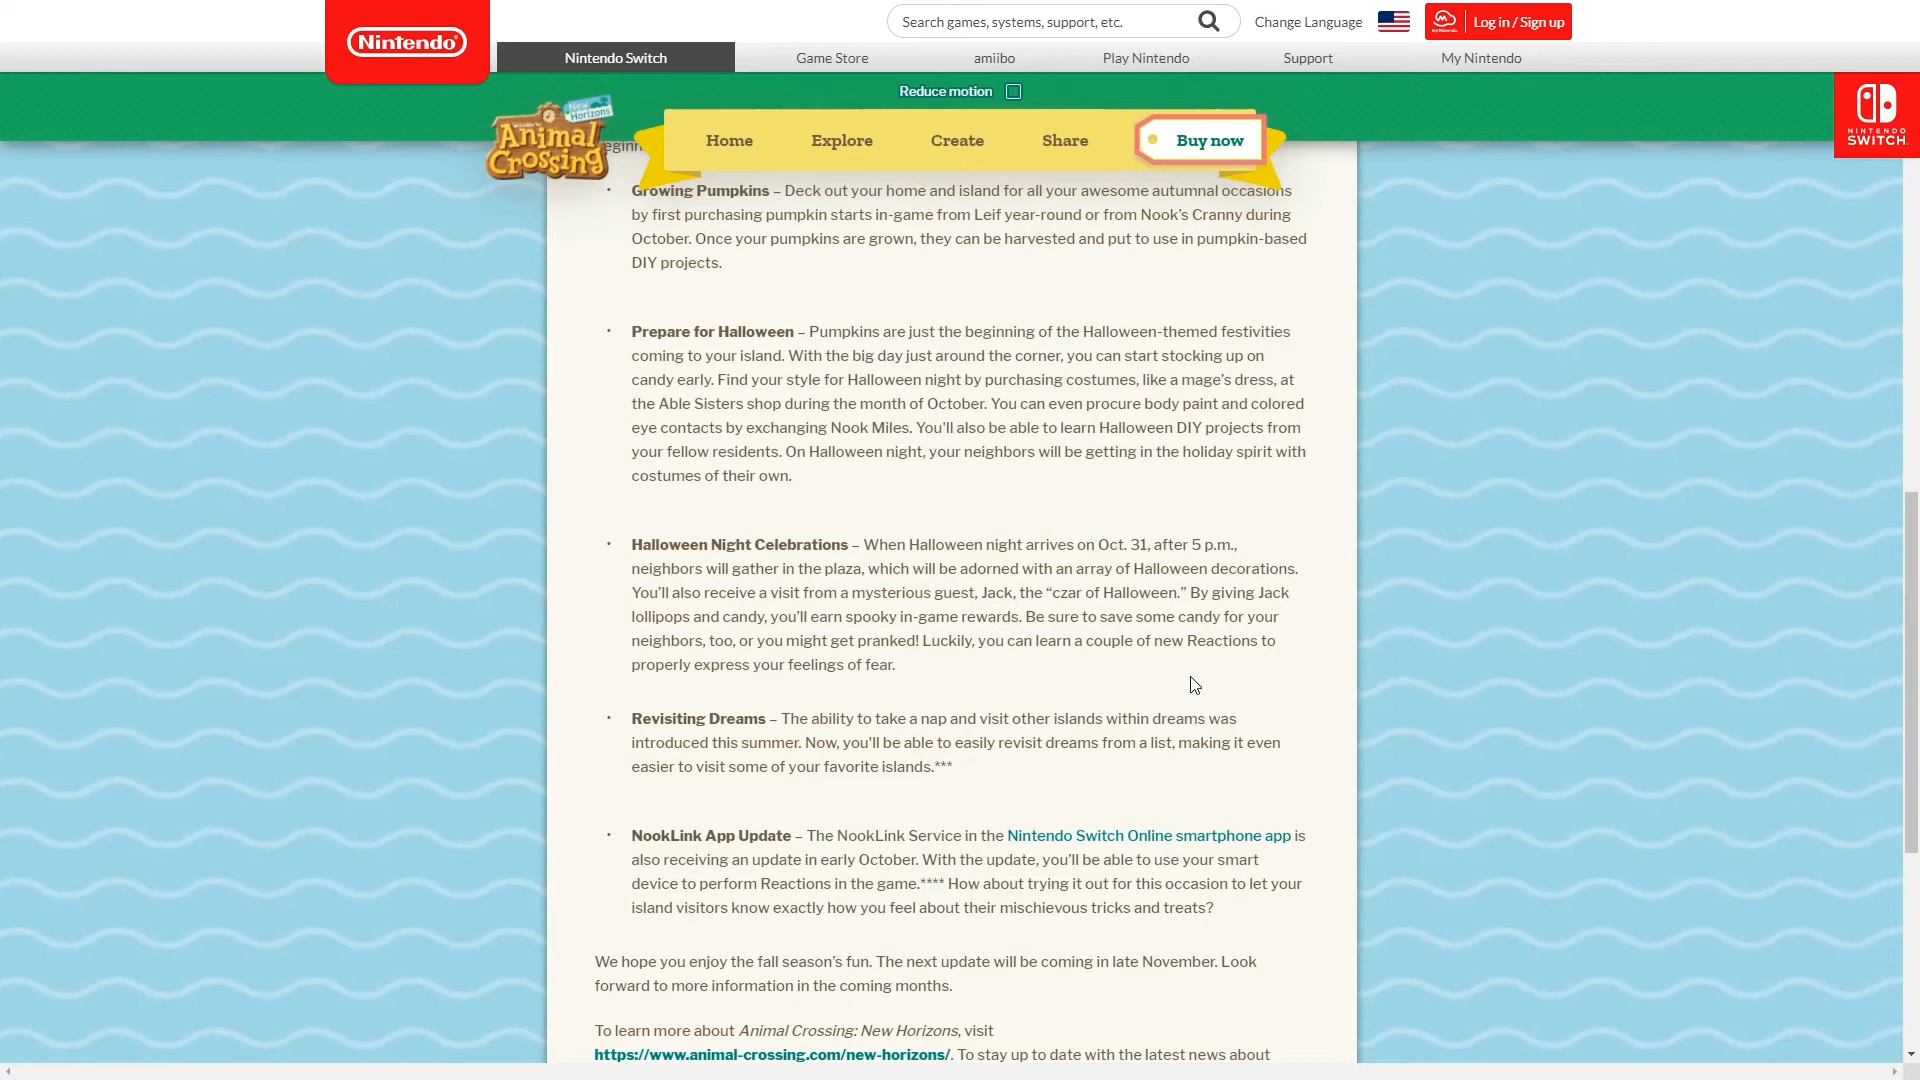 Nintendo
Search games, systems, support, etc.
Change Language
My Nintendo
Log in / Sign up
Nintendo Switch
Game Store
amiibo
Play Nintendo
Support
My Nintendo
Reduce motion
Welcome to
Animal
Crossing
New
Horizons
Home
Explore
Create
Share
Buy now
NINTENDO
SWITCH
• Growing Pumpkins – Deck out your home and island for all your awesome autumnal occasions
by first purchasing pumpkin starts in-game from Leif year-round or from Nook's Cranny during
October. Once your pumpkins are grown, they can be harvested and put to use in pumpkin-based
DIY projects.
• Prepare for Halloween – Pumpkins are just the beginning of the Halloween-themed festivities
coming to your island. With the big day just around the corner, you can start stocking up on
candy early. Find your style for Halloween night by purchasing costumes, like a mage's dress, at
the Able Sisters shop during the month of October. You can even procure body paint and colored
eye contacts by exchanging Nook Miles. You'll also be able to learn Halloween DIY projects from
your fellow residents. On Halloween night, your neighbors will be getting in the holiday spirit with
costumes of their own.
• Halloween Night Celebrations – When Halloween night arrives on Oct. 31, after 5 p.m.,
neighbors will gather in the plaza, which will be adorned with an array of Halloween decorations.
You'll also receive a visit from a mysterious guest, Jack, the “czar of Halloween.” By giving Jack
lollipops and candy, you'll earn spooky in-game rewards. Be sure to save some candy for your
neighbors, too, or you might get pranked! Luckily, you can learn a couple of new Reactions to
properly express your feelings of fear.
• Revisiting Dreams – The ability to take a nap and visit other islands within dreams was
introduced this summer. Now, you'll be able to easily revisit dreams from a list, making it even
easier to visit some of your favorite islands.***
• NookLink App Update – The NookLink Service in the Nintendo Switch Online smartphone app is
also receiving an update in early October. With the update, you'll be able to use your smart
device to perform Reactions in the game.**** How about trying it out for this occasion to let your
island visitors know exactly how you feel about their mischievous tricks and treats?
We hope you enjoy the fall season's fun. The next update will be coming in late November. Look
forward to more information in the coming months.
To learn more about Animal Crossing: New Horizons, visit
https://www.animal-crossing.com/new-horizons/. To stay up to date with the latest news about